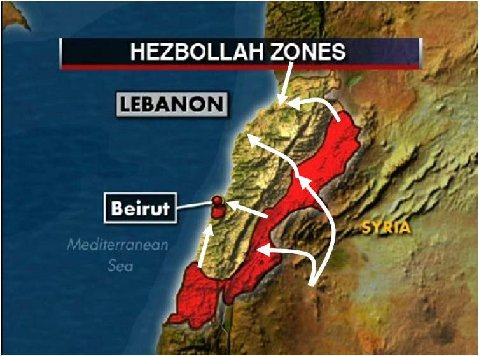 HEZBOLLAH ZONES
LEBANON
Beirut
SYRIA
Mediterranean
Sea